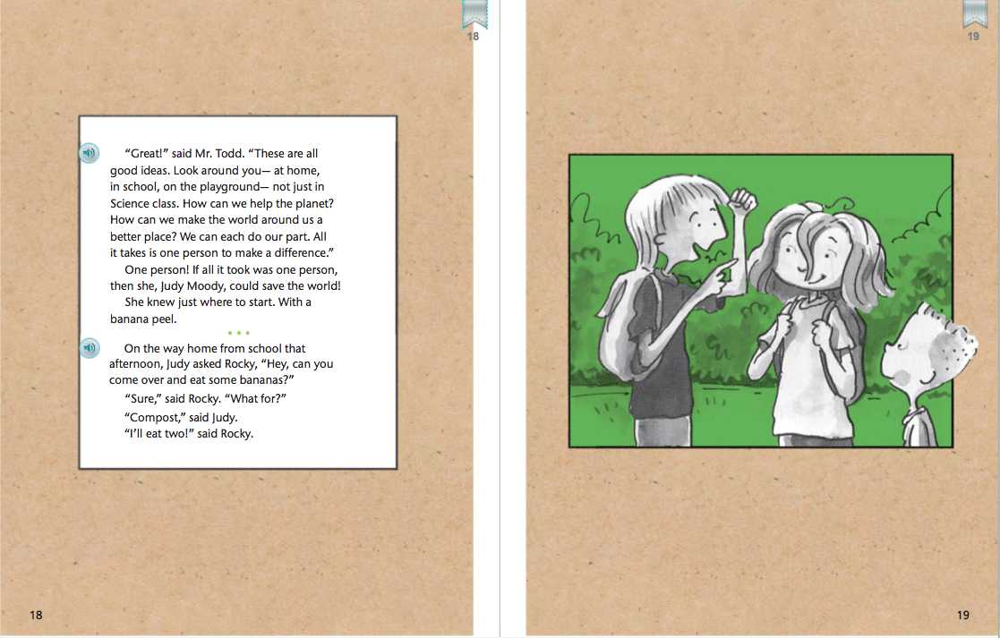 18
“Great!” said Mr. Todd. “These are all
good ideas. Look around you— at home,
in school, on the playground— not just in
Science class. How can we help the planet?
How can we make the world around us a
better place? We can each do our part. All
it takes is one person to make a difference.”
One person! If all it took was one person,
then she, Judy Moody, could save the world!
She knew just where to start. With a
banana peel.
On the way home from school that
afternoon, Judy asked Rocky, “Hey, can you
come over and eat some bananas?”
“Sure,” said Rocky. “What for?”
“Compost,” said Judy.
“I’ll eat two!” said Rocky.
18
19
19